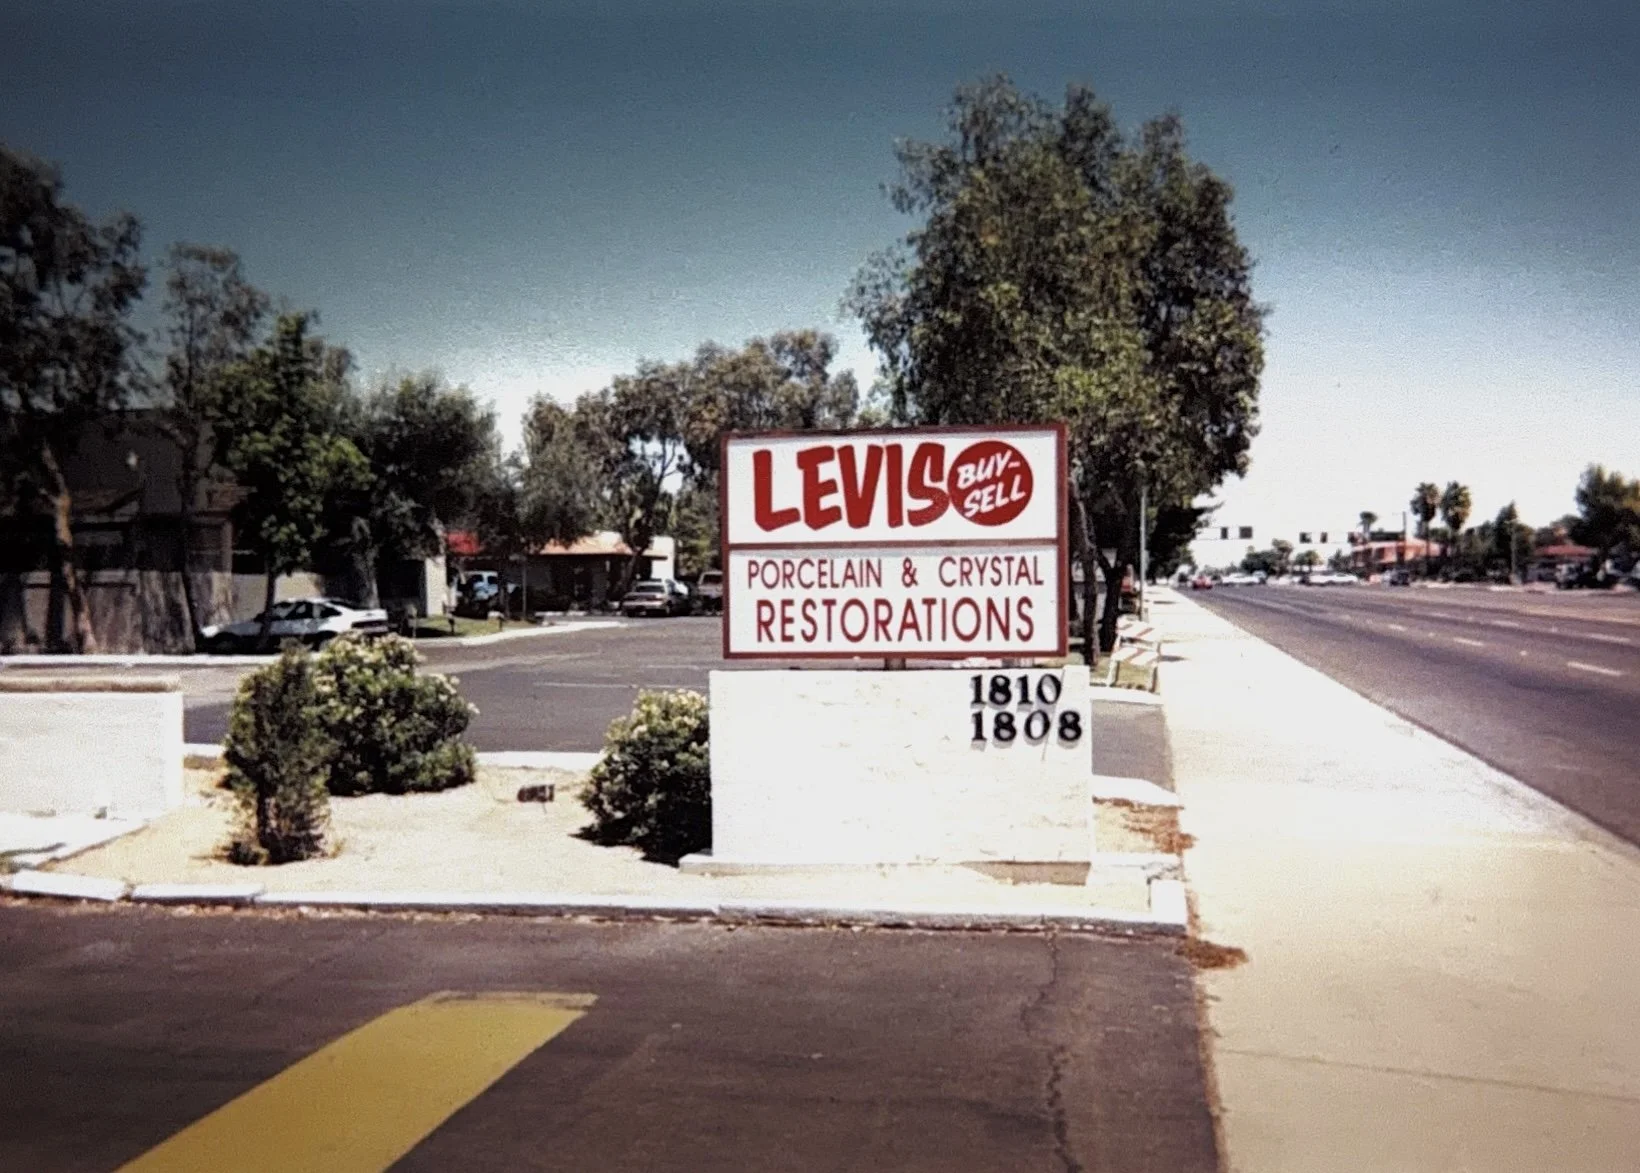 LEVIS
BUY-
SELL
PORCELAIN & CRYSTAL
RESTORATIONS
1810
1808